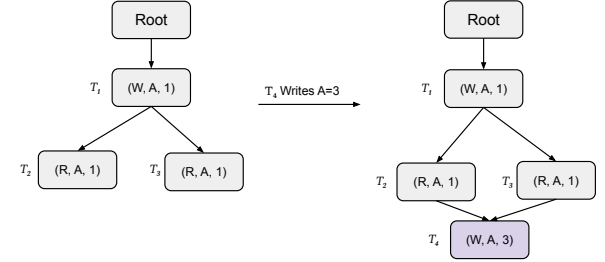 Root
T1 (W, A, 1)
T2 (R, A, 1)
T3 (R, A, 1)
T4 Writes A=3
Root
T1 (W, A, 1)
T2 (R, A, 1)
T3 (R, A, 1)
T4 (W, A, 3)